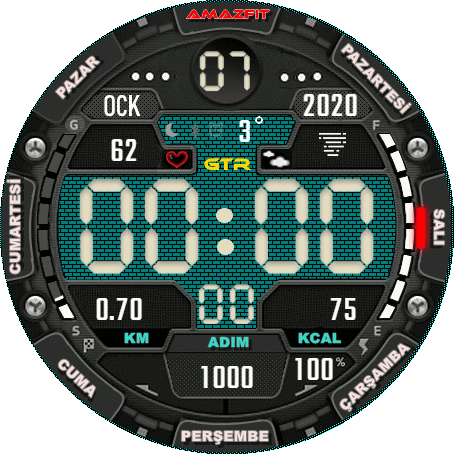 AMAZFIT
PAZAR
07
PAZARTESİ
OCK
2020
G
F
3°
62
GTR
CUMARTESİ
00:00
SALI
0.70
00
75
KM
ADIM
KCAL
S
E
1000
100%
CUMA
ÇARŞAMBA
PERŞEMBE